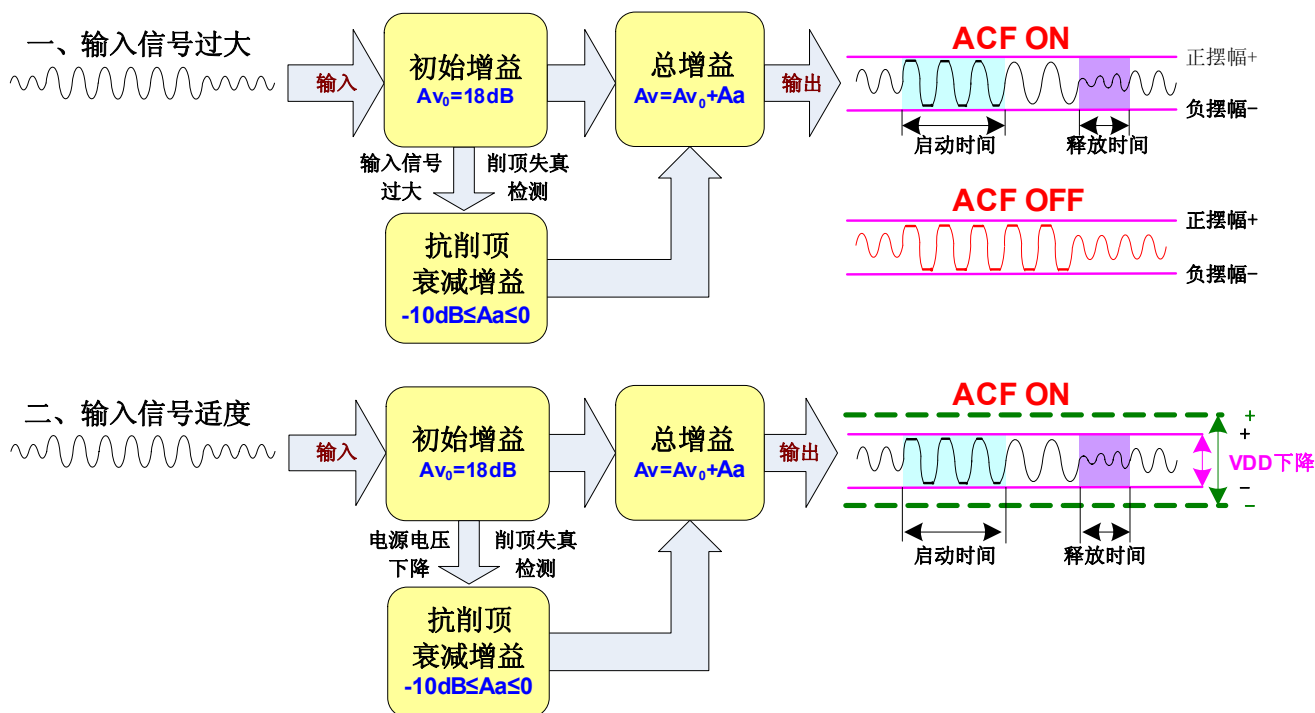 一、输入信号过大
输入
初始增益
Av₀=18dB
总增益
Av=Av₀+Aa
输出
ACF ON
正摆幅+
负摆幅−
启动时间
释放时间
输入信号
过大
削顶失真
检测
抗削顶
衰减增益
-10dB≤Aa≤0
ACF OFF
正摆幅+
负摆幅−
二、输入信号适度
输入
初始增益
Av₀=18dB
总增益
Av=Av₀+Aa
输出
ACF ON
+
+
VDD下降
−
−
启动时间
释放时间
电源电压
下降
削顶失真
检测
抗削顶
衰减增益
-10dB≤Aa≤0